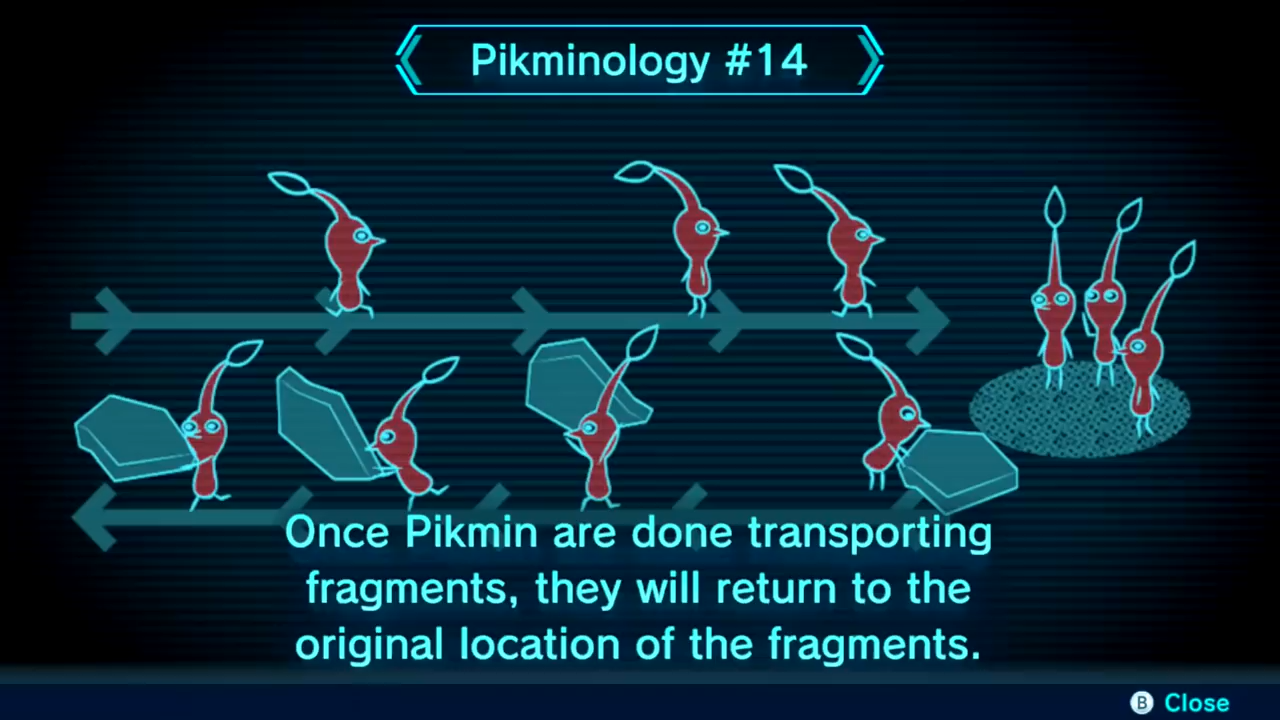 Pikminology #14
Once Pikmin are done transporting
fragments, they will return to the
original location of the fragments.
B Close